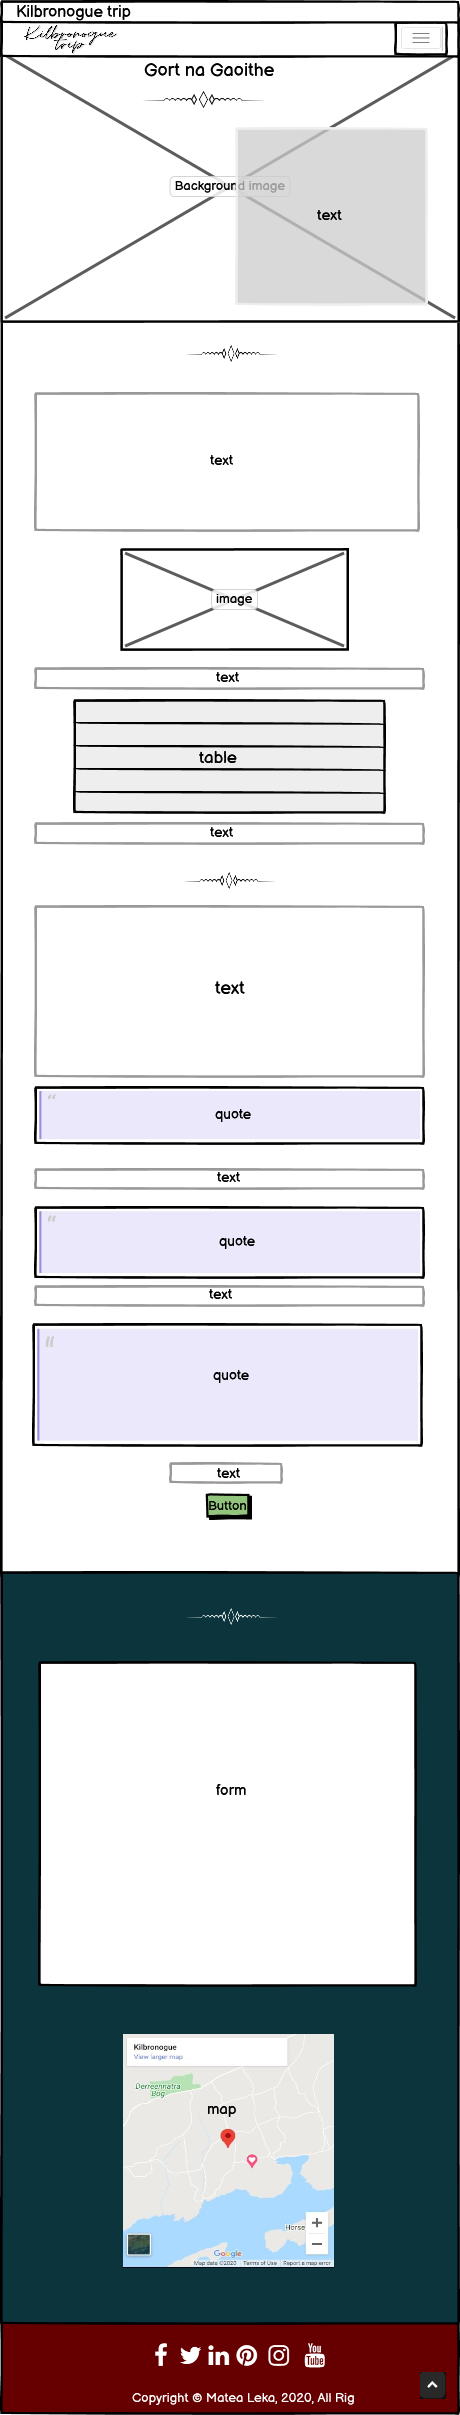 Kilbronogue trip
Kilbronogue
trip
Gort na Gaoithe
Background image
text
text
image
text
table
text
text
“
quote
text
“
quote
text
“
quote
text
Button
form
Kilbronogue
View larger map
Derreennatra
Bog
map
Horse
Google
Map data ©2020
Terms of Use
Report a map error
You
Tube
Copyright © Matea Leka, 2020, All Rig